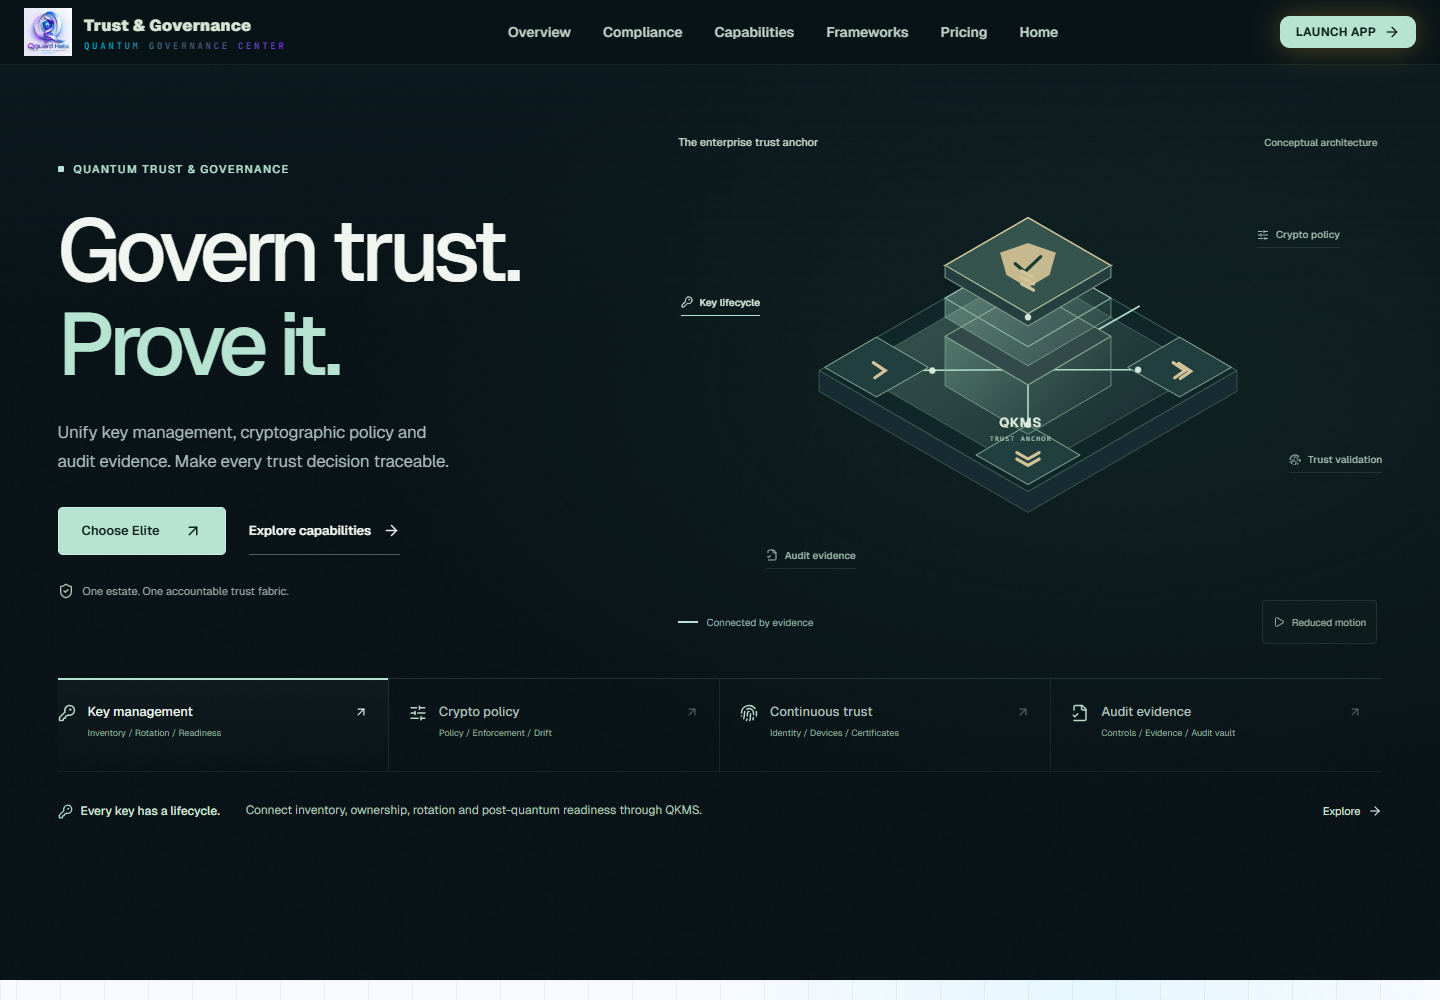 Qguard Helix
Trust & Governance
QUANTUM GOVERNANCE CENTER
Overview
Compliance
Capabilities
Frameworks
Pricing
Home
LAUNCH APP
The enterprise trust anchor
Conceptual architecture
QUANTUM TRUST & GOVERNANCE
Govern trust.
Prove it.
Unify key management, cryptographic policy and
audit evidence. Make every trust decision traceable.
Choose Elite
Explore capabilities
One estate. One accountable trust fabric.
Crypto policy
Key lifecycle
QKMS
TRUST ANCHOR
Trust validation
Audit evidence
Connected by evidence
Reduced motion
Key management
Inventory / Rotation / Readiness
Crypto policy
Policy / Enforcement / Drift
Continuous trust
Identity / Devices / Certificates
Audit evidence
Controls / Evidence / Audit vault
Every key has a lifecycle.
Connect inventory, ownership, rotation and post-quantum readiness through QKMS.
Explore